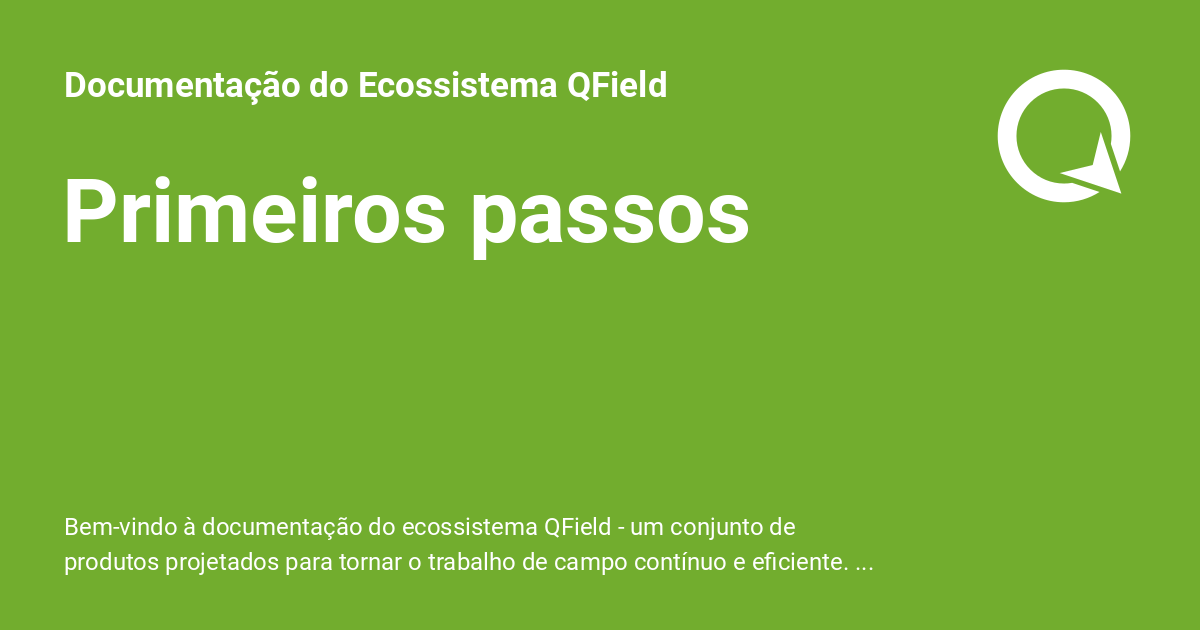 Documentação do Ecossistema QField
Primeiros passos
Bem-vindo à documentação do ecossistema QField - um conjunto de
produtos projetados para tornar o trabalho de campo contínuo e eficiente. ...